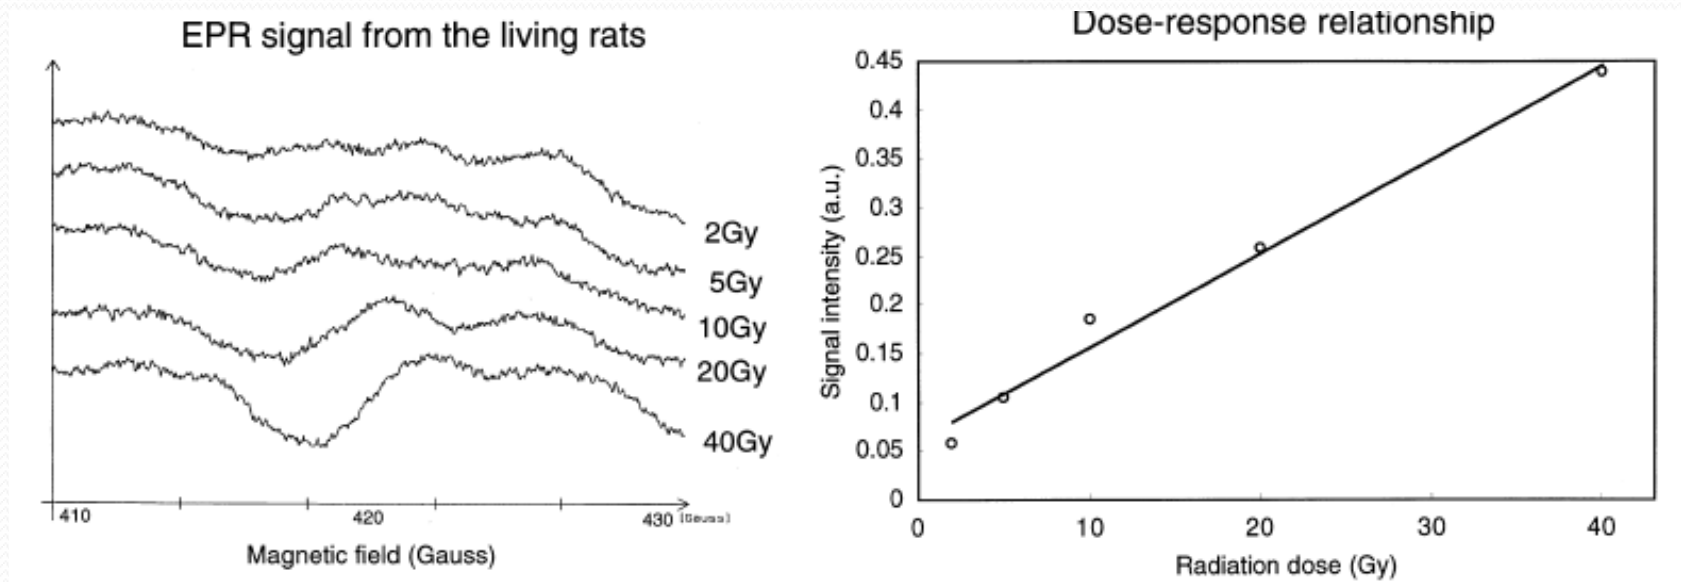 EPR signal from the living rats
2Gy
5Gy
10Gy
20Gy
40Gy
410
420
430 (Gauss)
Magnetic field (Gauss)
Dose-response relationship
Signal intensity (a.u.)
0.45
0.4
0.35
0.3
0.25
0.2
0.15
0.1
0.05
0
0
10
20
30
40
Radiation dose (Gy)